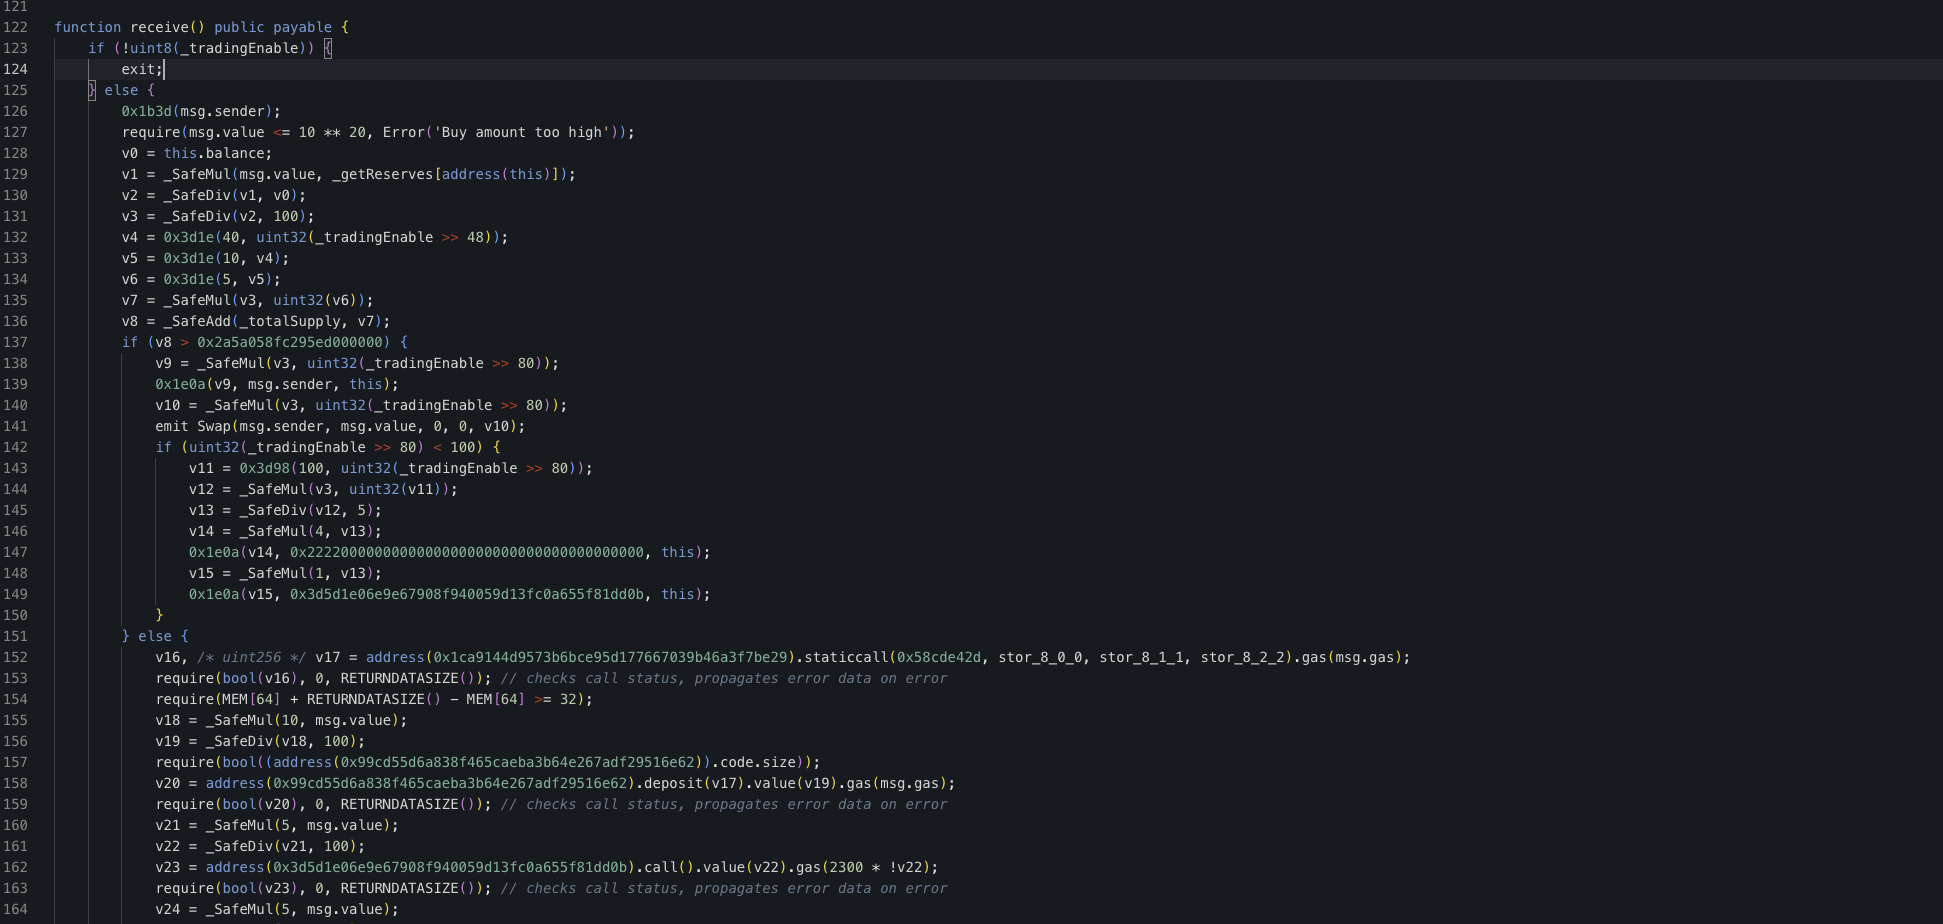 121
122 function receive() public payable {
123 if (!uint8(_tradingEnable)) {
124 exit;
125 } else {
126 0x1b3d(msg.sender);
127 require(msg.value <= 10 ** 20, Error('Buy amount too high'));
128 v0 = this.balance;
129 v1 = _SafeMul(msg.value, _getReserves[address(this)]);
130 v2 = _SafeDiv(v1, v0);
131 v3 = _SafeDiv(v2, 100);
132 v4 = 0x3d1e(40, uint32(_tradingEnable >> 48));
133 v5 = 0x3d1e(10, v4);
134 v6 = 0x3d1e(5, v5);
135 v7 = _SafeMul(v3, uint32(v6));
136 v8 = _SafeAdd(_totalSupply, v7);
137 if (v8 > 0x2a5a058fc295ed000000) {
138 v9 = _SafeMul(v3, uint32(_tradingEnable >> 80));
139 0x1e0a(v9, msg.sender, this);
140 v10 = _SafeMul(v3, uint32(_tradingEnable >> 80));
141 emit Swap(msg.sender, msg.value, 0, 0, v10);
142 if (uint32(_tradingEnable >> 80) < 100) {
143 v11 = 0x3d98(100, uint32(_tradingEnable >> 80));
144 v12 = _SafeMul(v3, uint32(v11));
145 v13 = _SafeDiv(v12, 5);
146 v14 = _SafeMul(4, v13);
147 0x1e0a(v14, 0x2222000000000000000000000000000000000000, this);
148 v15 = _SafeMul(1, v13);
149 0x1e0a(v15, 0x3d5d1e06e9e67908f940059d13fc0a655f81dd0b, this);
150 }
151 } else {
152 v16, /* uint256 */ v17 = address(0x1ca9144d9573b6bce95d177667039b46a3f7be29).staticcall(0x58cde42d, stor_8_0_0, stor_8_1_1, stor_8_2_2).gas(msg.gas);
153 require(bool(v16), 0, RETURNDATASIZE()); // checks call status, propagates error data on error
154 require(MEM[64] + RETURNDATASIZE() - MEM[64] >= 32);
155 v18 = _SafeMul(10, msg.value);
156 v19 = _SafeDiv(v18, 100);
157 require(bool((address(0x99cd55d6a838f465caeba3b64e267adf29516e62)).code.size));
158 v20 = address(0x99cd55d6a838f465caeba3b64e267adf29516e62).deposit(v17).value(v19).gas(msg.gas);
159 require(bool(v20), 0, RETURNDATASIZE()); // checks call status, propagates error data on error
160 v21 = _SafeMul(5, msg.value);
161 v22 = _SafeDiv(v21, 100);
162 v23 = address(0x3d5d1e06e9e67908f940059d13fc0a655f81dd0b).call().value(v22).gas(2300 * !v22);
163 require(bool(v23), 0, RETURNDATASIZE()); // checks call status, propagates error data on error
164 v24 = _SafeMul(5, msg.value);